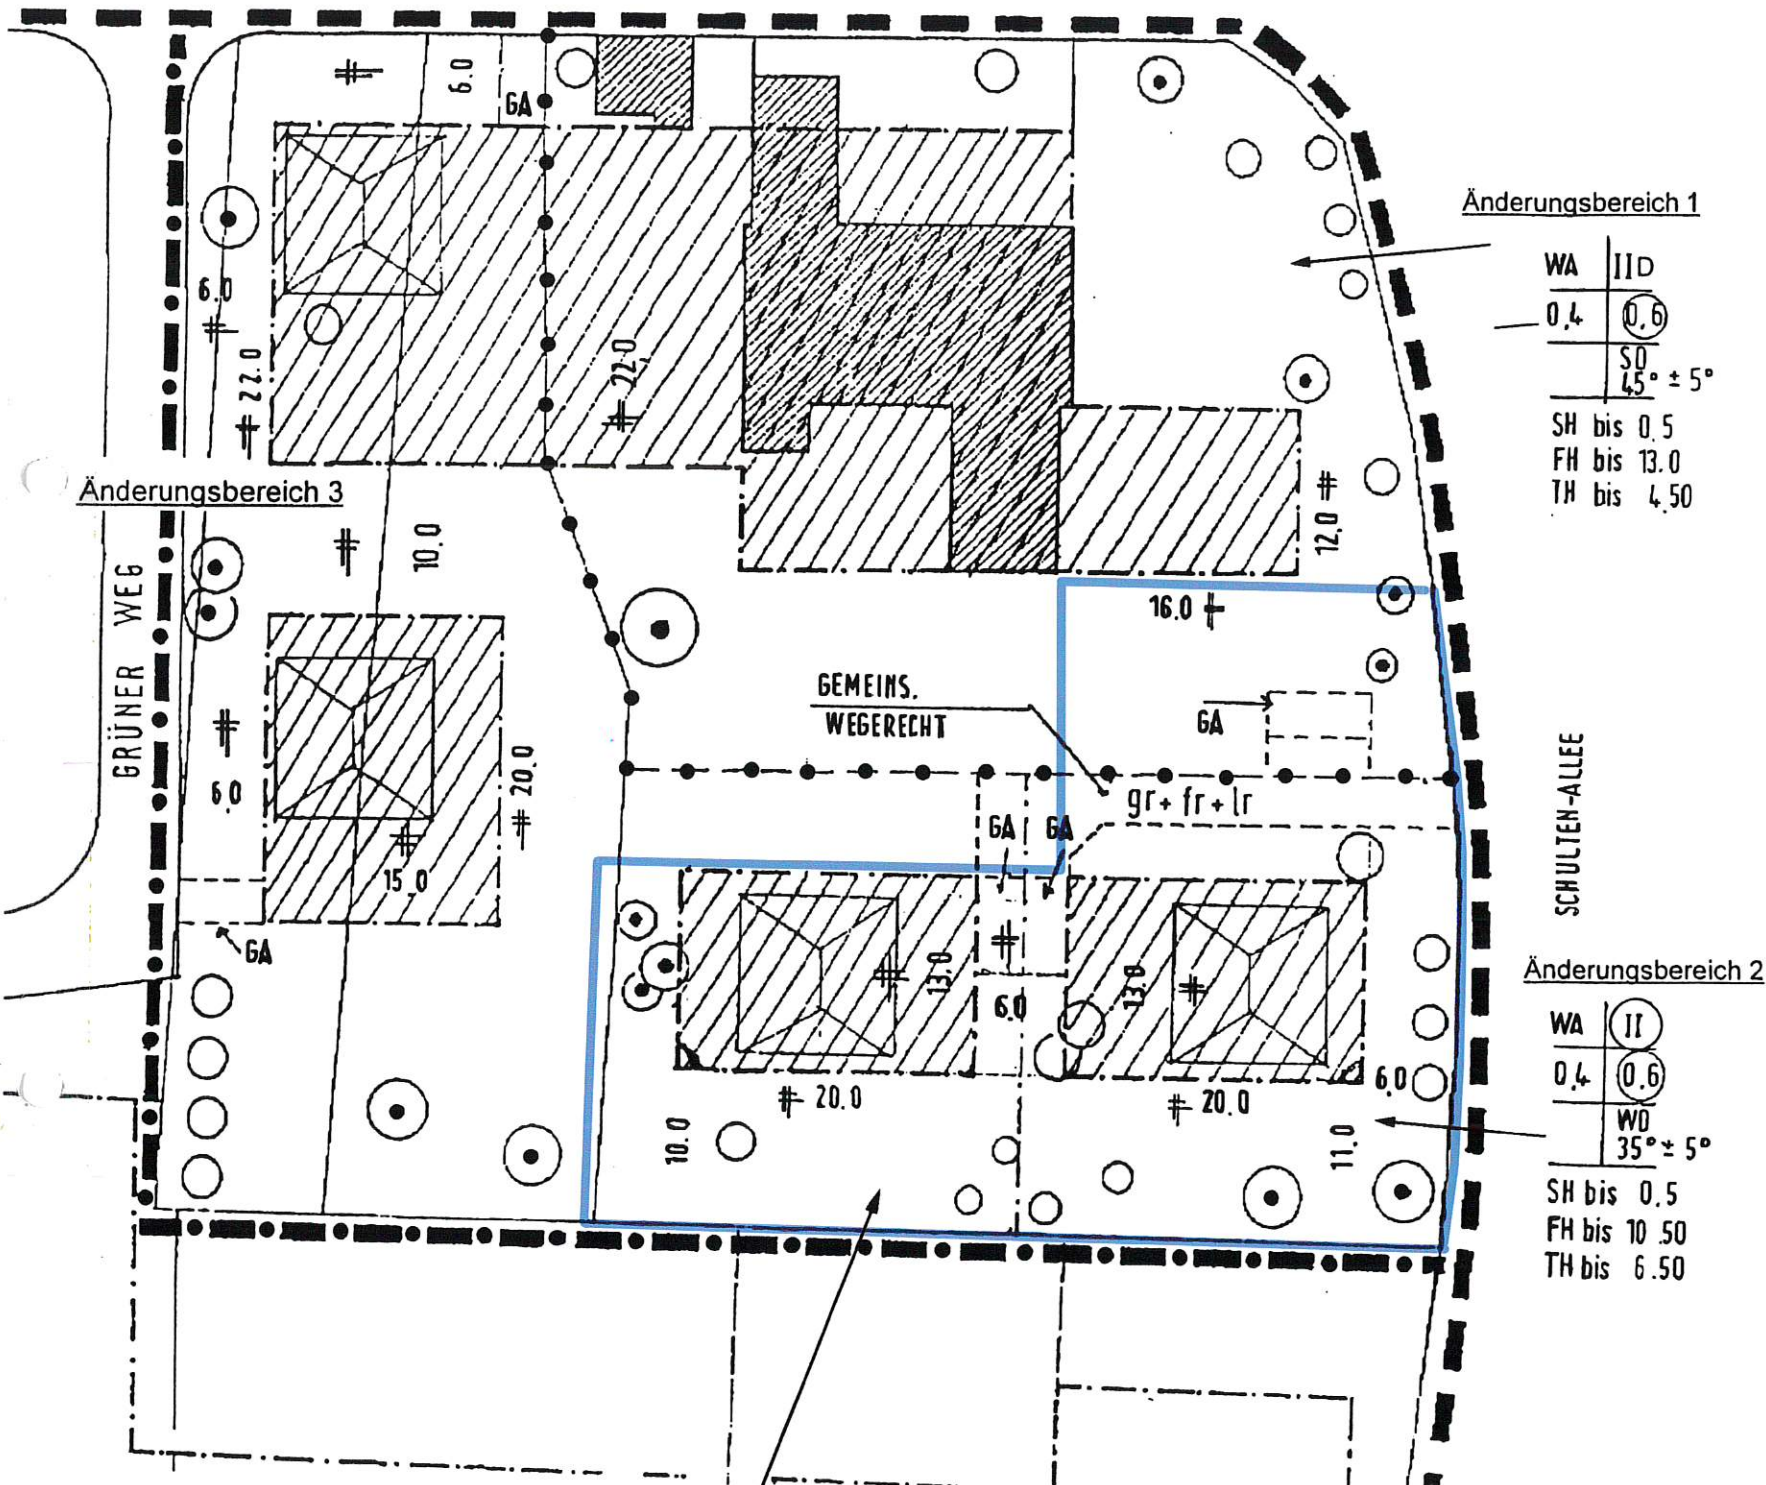 6.0
GA
Änderungsbereich 1
WA IID
0,4 0,6
SD
45° ± 5°
SH bis 0.5
FH bis 13.0
TH bis 4.50
6.0
22.0
22.0
Änderungsbereich 3
10.0
12.0
16.0
GRÜNER WEG
GEMEINS.
WEGERECHT
GA
6.0
20.0
gr+ fr+ lr
GA GA
15.0
GA
SCHULTEN-ALLEE
13.0
6.0
13.0
Änderungsbereich 2
WA II
0,4 0,6
WD
35° ± 5°
SH bis 0.5
FH bis 10.50
TH bis 6.50
20.0
20.0
6.0
10.0
11.0